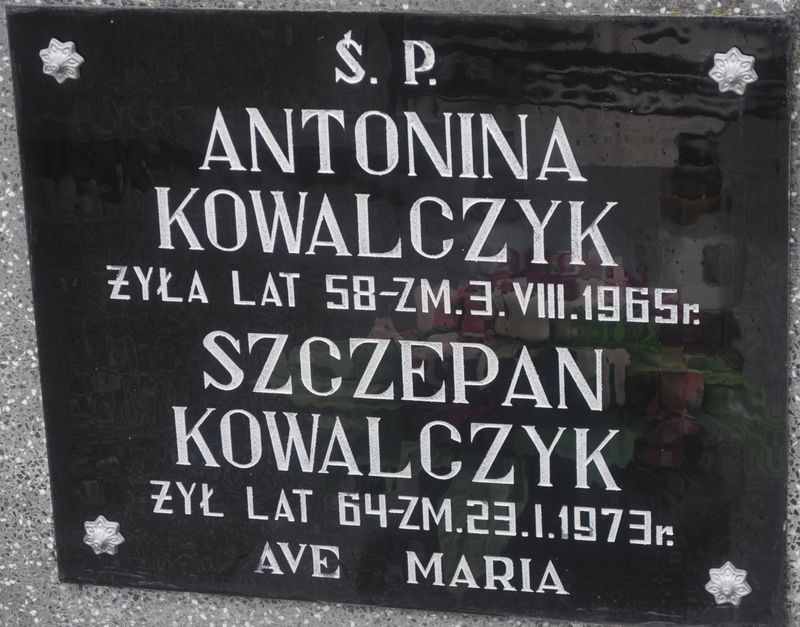 Ś. P.
ANTONINA
KOWALCZYK
ŻYŁA LAT 58-ZM.3.VIII.1965r.
SZCZEPAN
KOWALCZYK
ŻYŁ LAT 64-ZM.23.I.1973r.
AVE MARIA